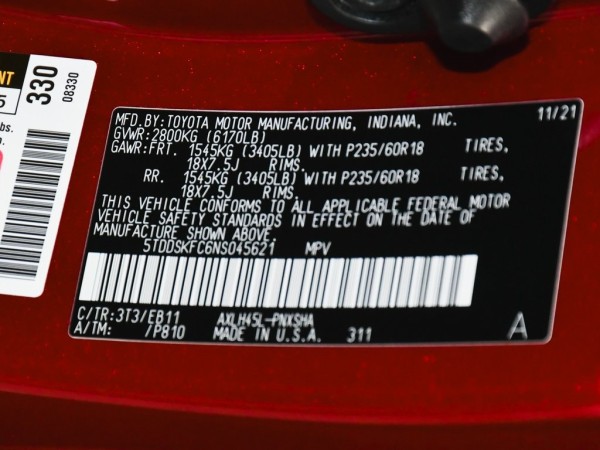 NT
5
bs.
330
08330
MFD.BY:TOYOTA MOTOR MANUFACTURING, INDIANA, INC. 11/21
GVWR:2800KG (6170LB)
GAWR:FRT. 1545KG (3405LB) WITH P235/60R18 TIRES,
18X7.5J RIMS.
RR. 1545KG (3405LB) WITH P235/60R18 TIRES,
18X7.5J RIMS.
THIS VEHICLE CONFORMS TO ALL APPLICABLE FEDERAL MOTOR
VEHICLE SAFETY STANDARDS IN EFFECT ON THE DATE OF
MANUFACTURE SHOWN ABOVE
5TDDSKFC6NS045621 MPV
C/TR:3T3/EB11 AXLH45L-PNXSHA
A/TM: /P810 MADE IN U.S.A. 311 A